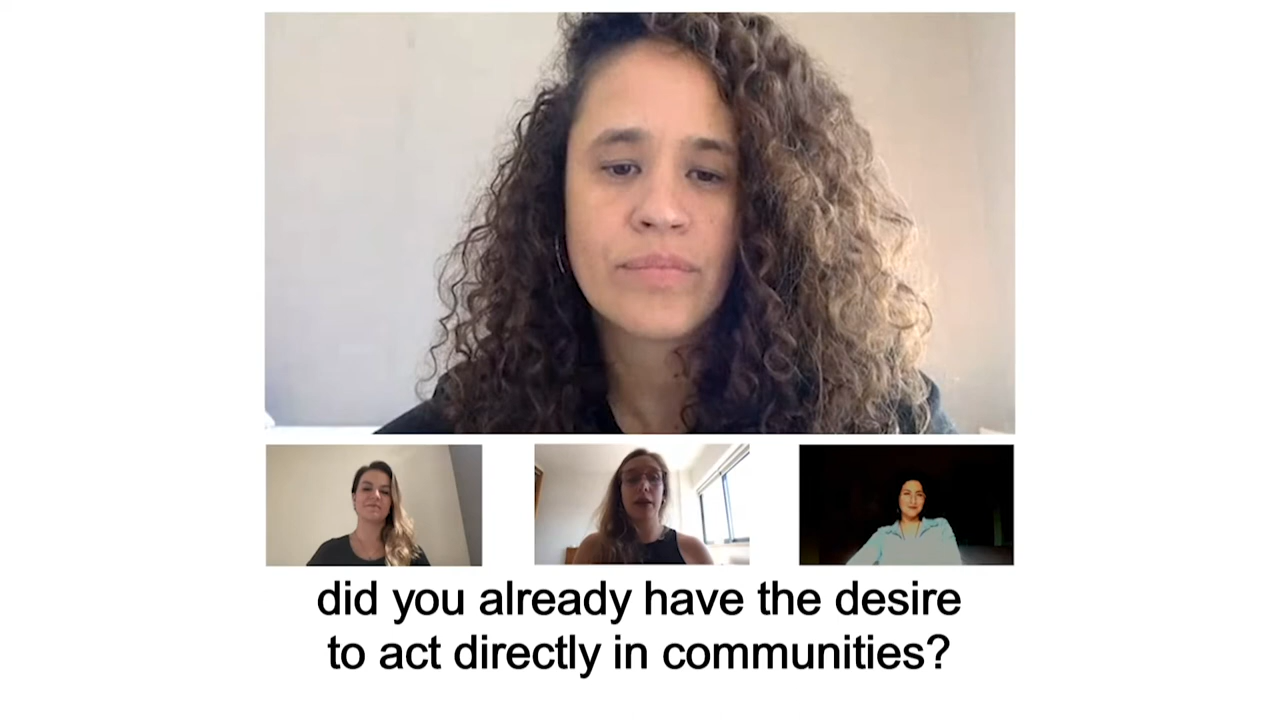 did you already have the desire
to act directly in communities?